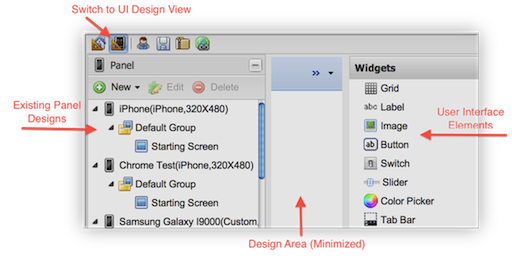 Switch to UI Design View
Panel
Widgets
New
Edit
Delete
Grid
abc Label
Image
ab Button
Switch
Slider
Color Picker
Tab Bar
Existing Panel
Designs
iPhone(iPhone,320X480)
Default Group
Starting Screen
Chrome Test(iPhone,320X480)
Default Group
Starting Screen
Samsung Galaxy I9000(Custom,
User Interface
Elements
Design Area (Minimized)